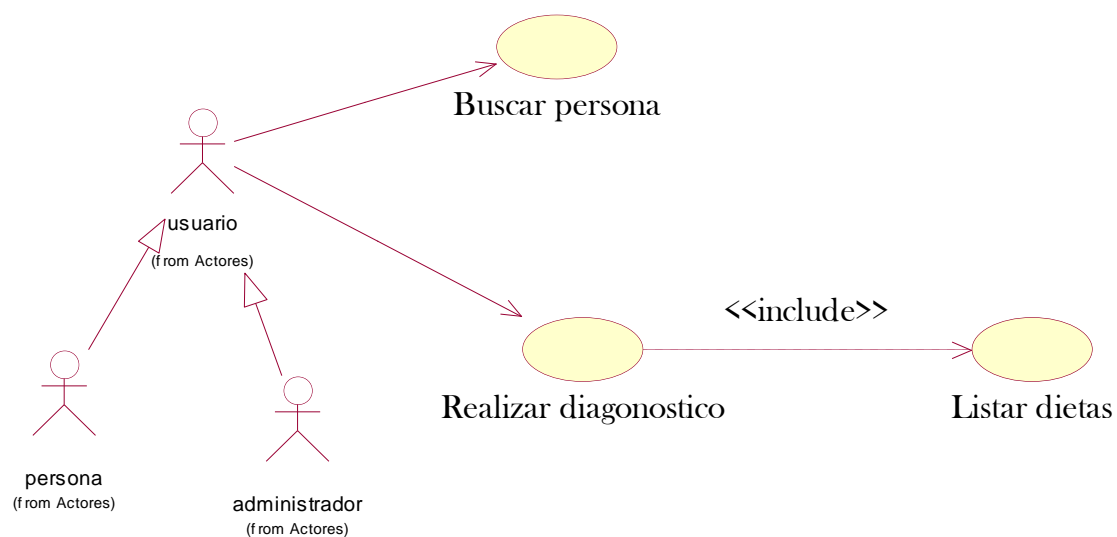 Buscar persona
usuario
(from Actores)
<<include>>
Realizar diagonostico
Listar dietas
persona
(from Actores)
administrador
(from Actores)